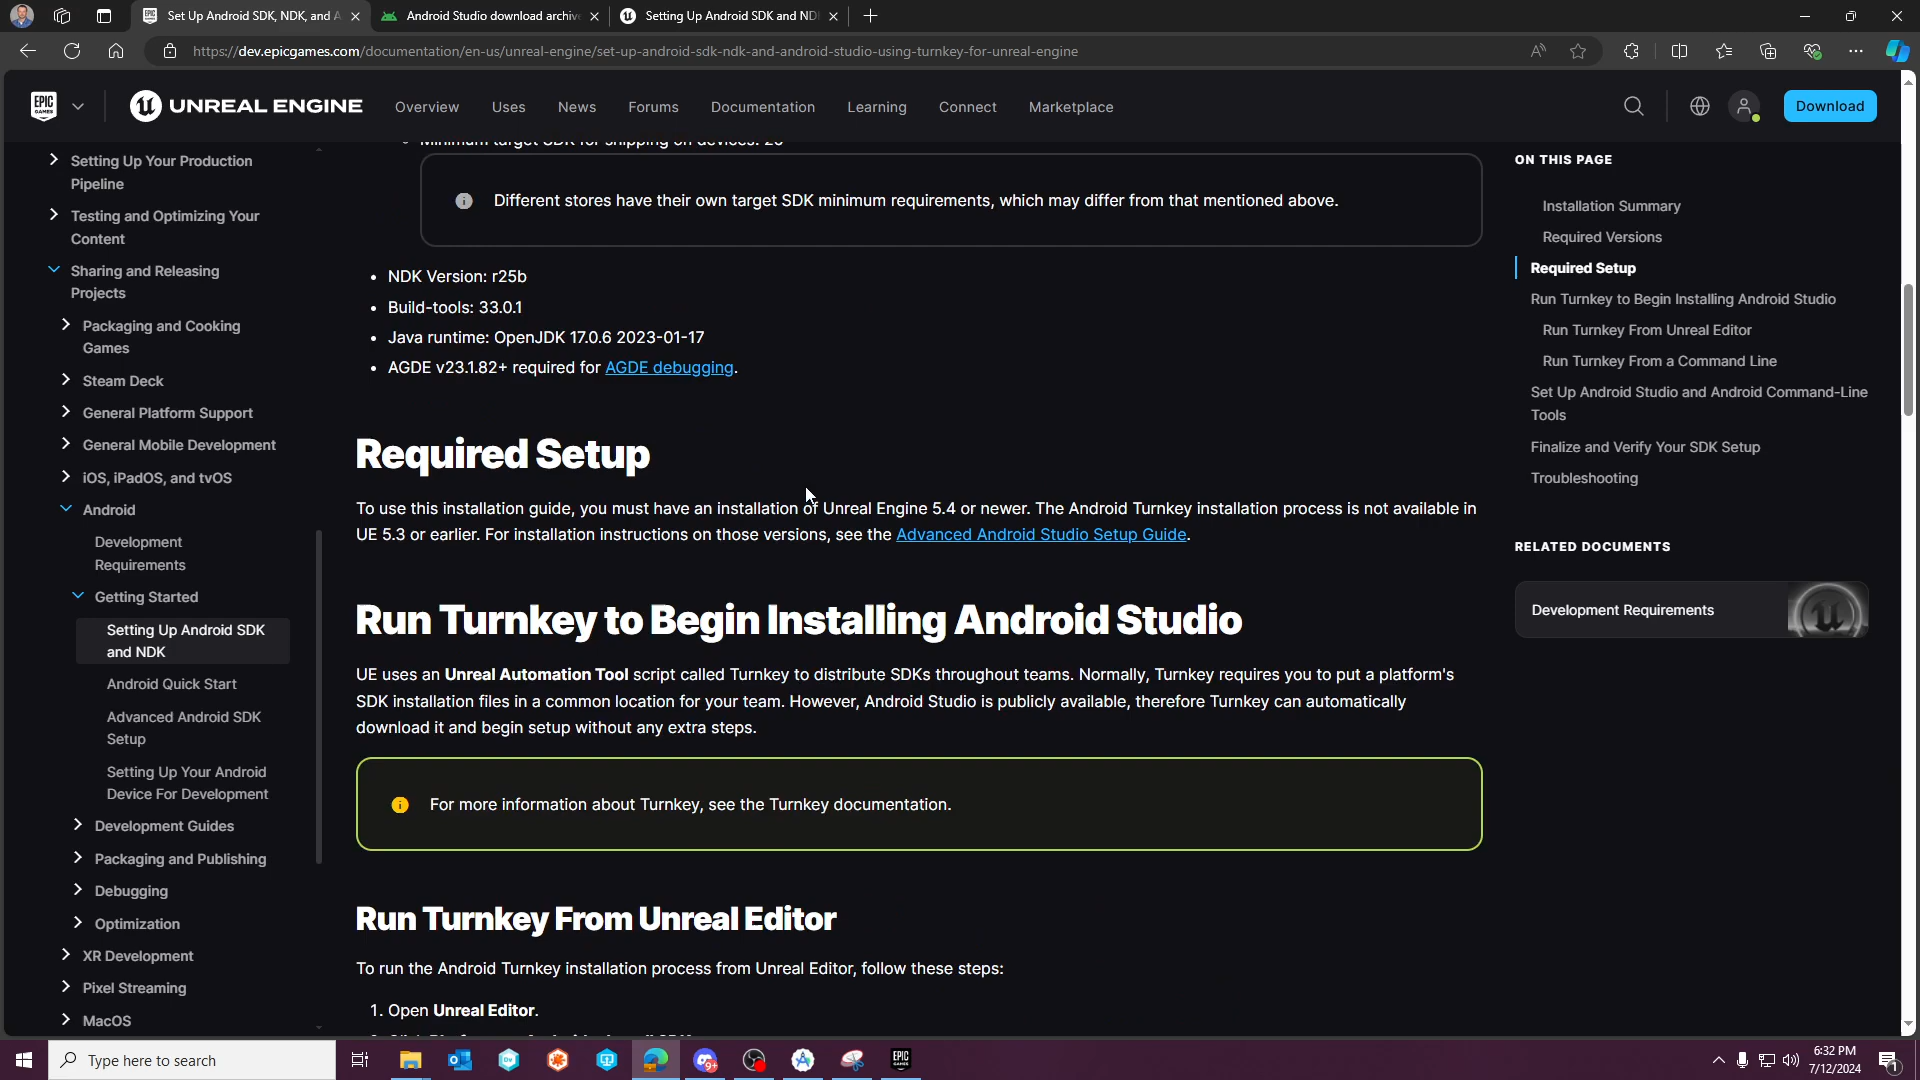 Set Up Android SDK, NDK, and A
Android Studio download archiv
Setting Up Android SDK and ND
https://dev.epicgames.com/documentation/en-us/unreal-engine/set-up-android-sdk-ndk-and-android-studio-using-turnkey-for-unreal-engine
EPIC GAMES
UNREAL ENGINE
Overview
Uses
News
Forums
Documentation
Learning
Connect
Marketplace
Download
Setting Up Your Production
Pipeline
Testing and Optimizing Your
Content
Sharing and Releasing
Projects
Packaging and Cooking
Games
Steam Deck
General Platform Support
General Mobile Development
iOS, iPadOS, and tvOS
Android
Development
Requirements
Getting Started
Setting Up Android SDK
and NDK
Android Quick Start
Advanced Android SDK
Setup
Setting Up Your Android
Device For Development
Development Guides
Packaging and Publishing
Debugging
Optimization
XR Development
Pixel Streaming
MacOS
Different stores have their own target SDK minimum requirements, which may differ from that mentioned above.
• NDK Version: r25b
• Build-tools: 33.0.1
• Java runtime: OpenJDK 17.0.6 2023-01-17
• AGDE v23.1.82+ required for AGDE debugging.
Required Setup
To use this installation guide, you must have an installation of Unreal Engine 5.4 or newer. The Android Turnkey installation process is not available in
UE 5.3 or earlier. For installation instructions on those versions, see the Advanced Android Studio Setup Guide.
Run Turnkey to Begin Installing Android Studio
UE uses an Unreal Automation Tool script called Turnkey to distribute SDKs throughout teams. Normally, Turnkey requires you to put a platform's
SDK installation files in a common location for your team. However, Android Studio is publicly available, therefore Turnkey can automatically
download it and begin setup without any extra steps.
For more information about Turnkey, see the Turnkey documentation.
Run Turnkey From Unreal Editor
To run the Android Turnkey installation process from Unreal Editor, follow these steps:
1. Open Unreal Editor.
ON THIS PAGE
Installation Summary
Required Versions
Required Setup
Run Turnkey to Begin Installing Android Studio
Run Turnkey From Unreal Editor
Run Turnkey From a Command Line
Set Up Android Studio and Android Command-Line
Tools
Finalize and Verify Your SDK Setup
Troubleshooting
RELATED DOCUMENTS
Development Requirements
Type here to search
9+
EPIC GAMES
6:32 PM
7/12/2024
1